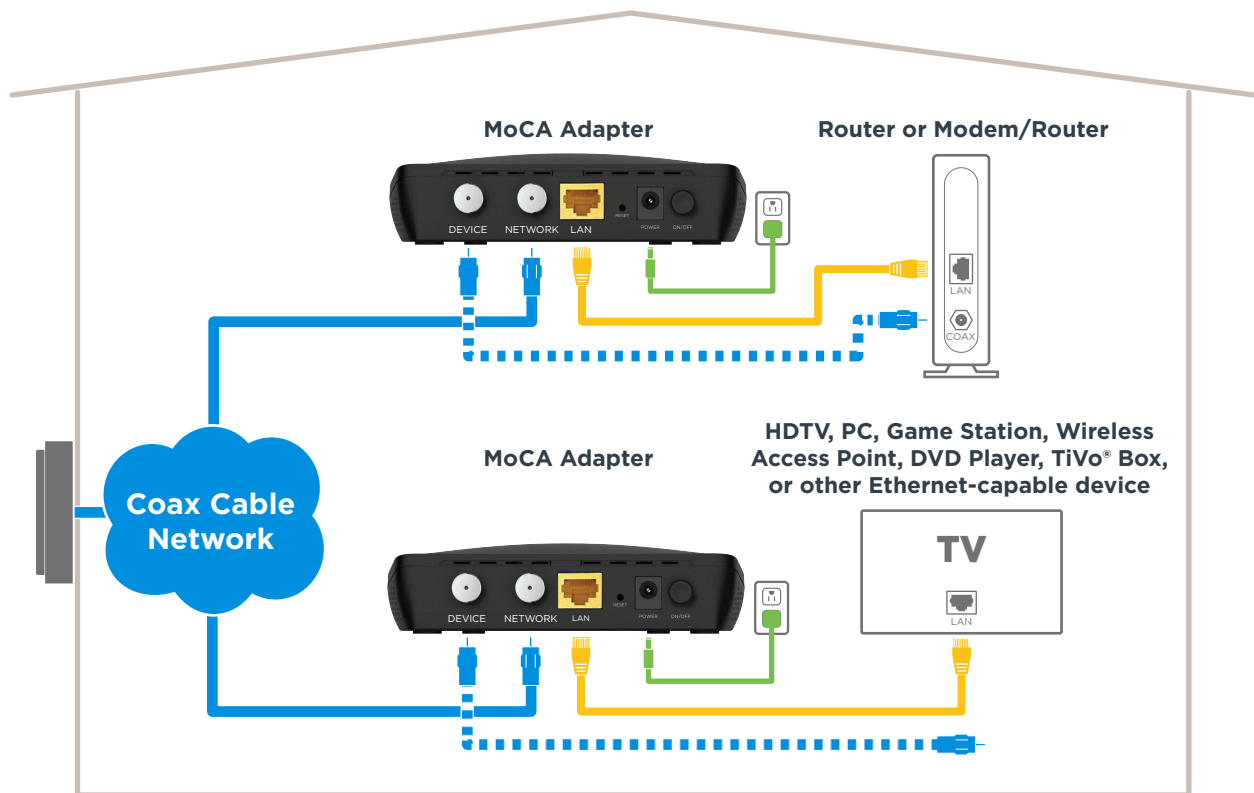 MoCA Adapter
Router or Modem/Router
DEVICE NETWORK LAN RESET POWER ON/OFF
LAN
COAX
Coax Cable
Network
MoCA Adapter
HDTV, PC, Game Station, Wireless
Access Point, DVD Player, TiVo® Box,
or other Ethernet-capable device
DEVICE NETWORK LAN RESET POWER ON/OFF
TV
LAN